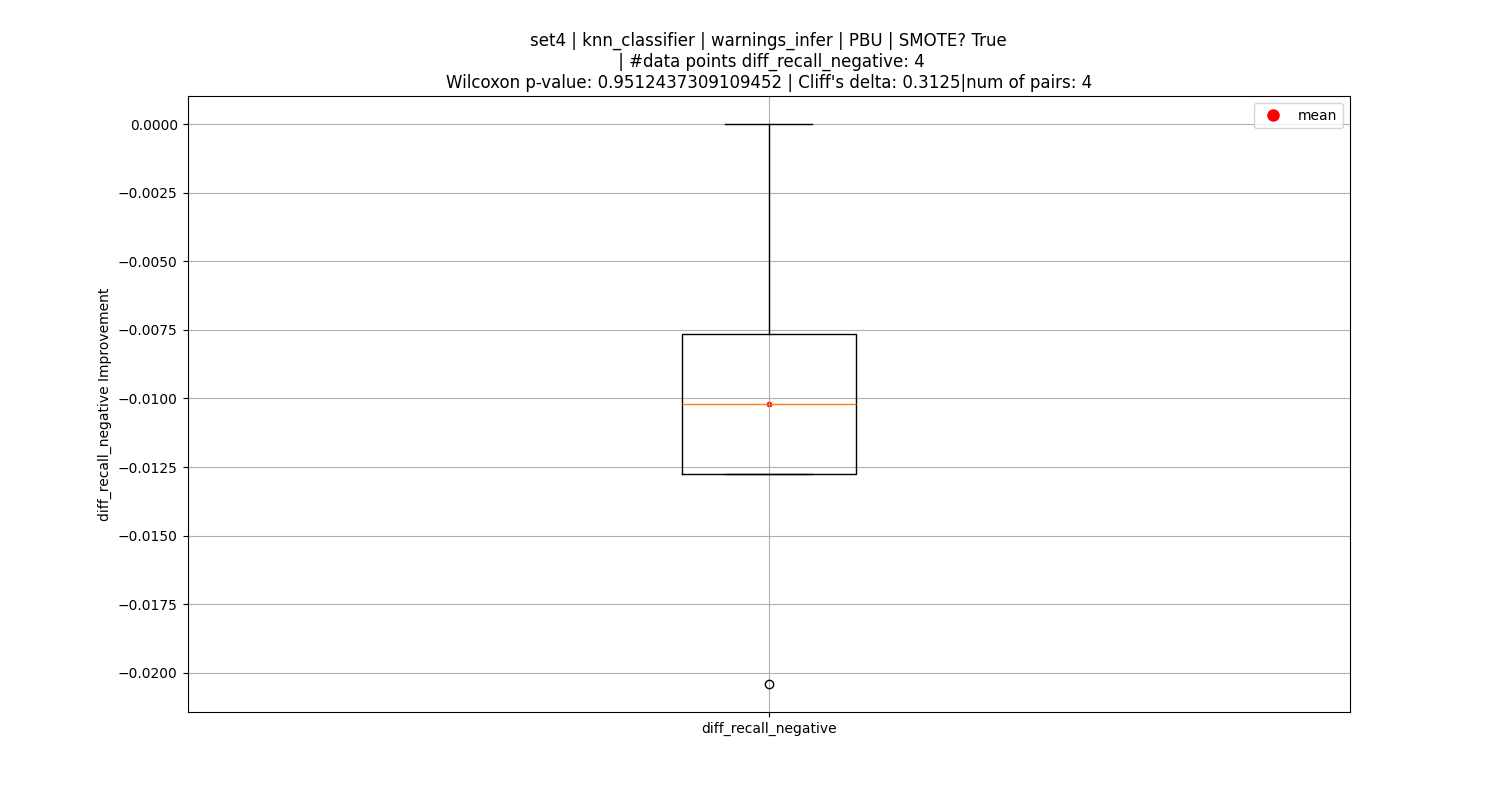 set4 | knn_classifier | warnings_infer | PBU | SMOTE? True
| #data points diff_recall_negative: 4
Wilcoxon p-value: 0.9512437309109452 | Cliff's delta: 0.3125|num of pairs: 4
mean
0.0000
−0.0025
−0.0050
−0.0075
−0.0100
−0.0125
−0.0150
−0.0175
−0.0200
diff_recall_negative Improvement
diff_recall_negative